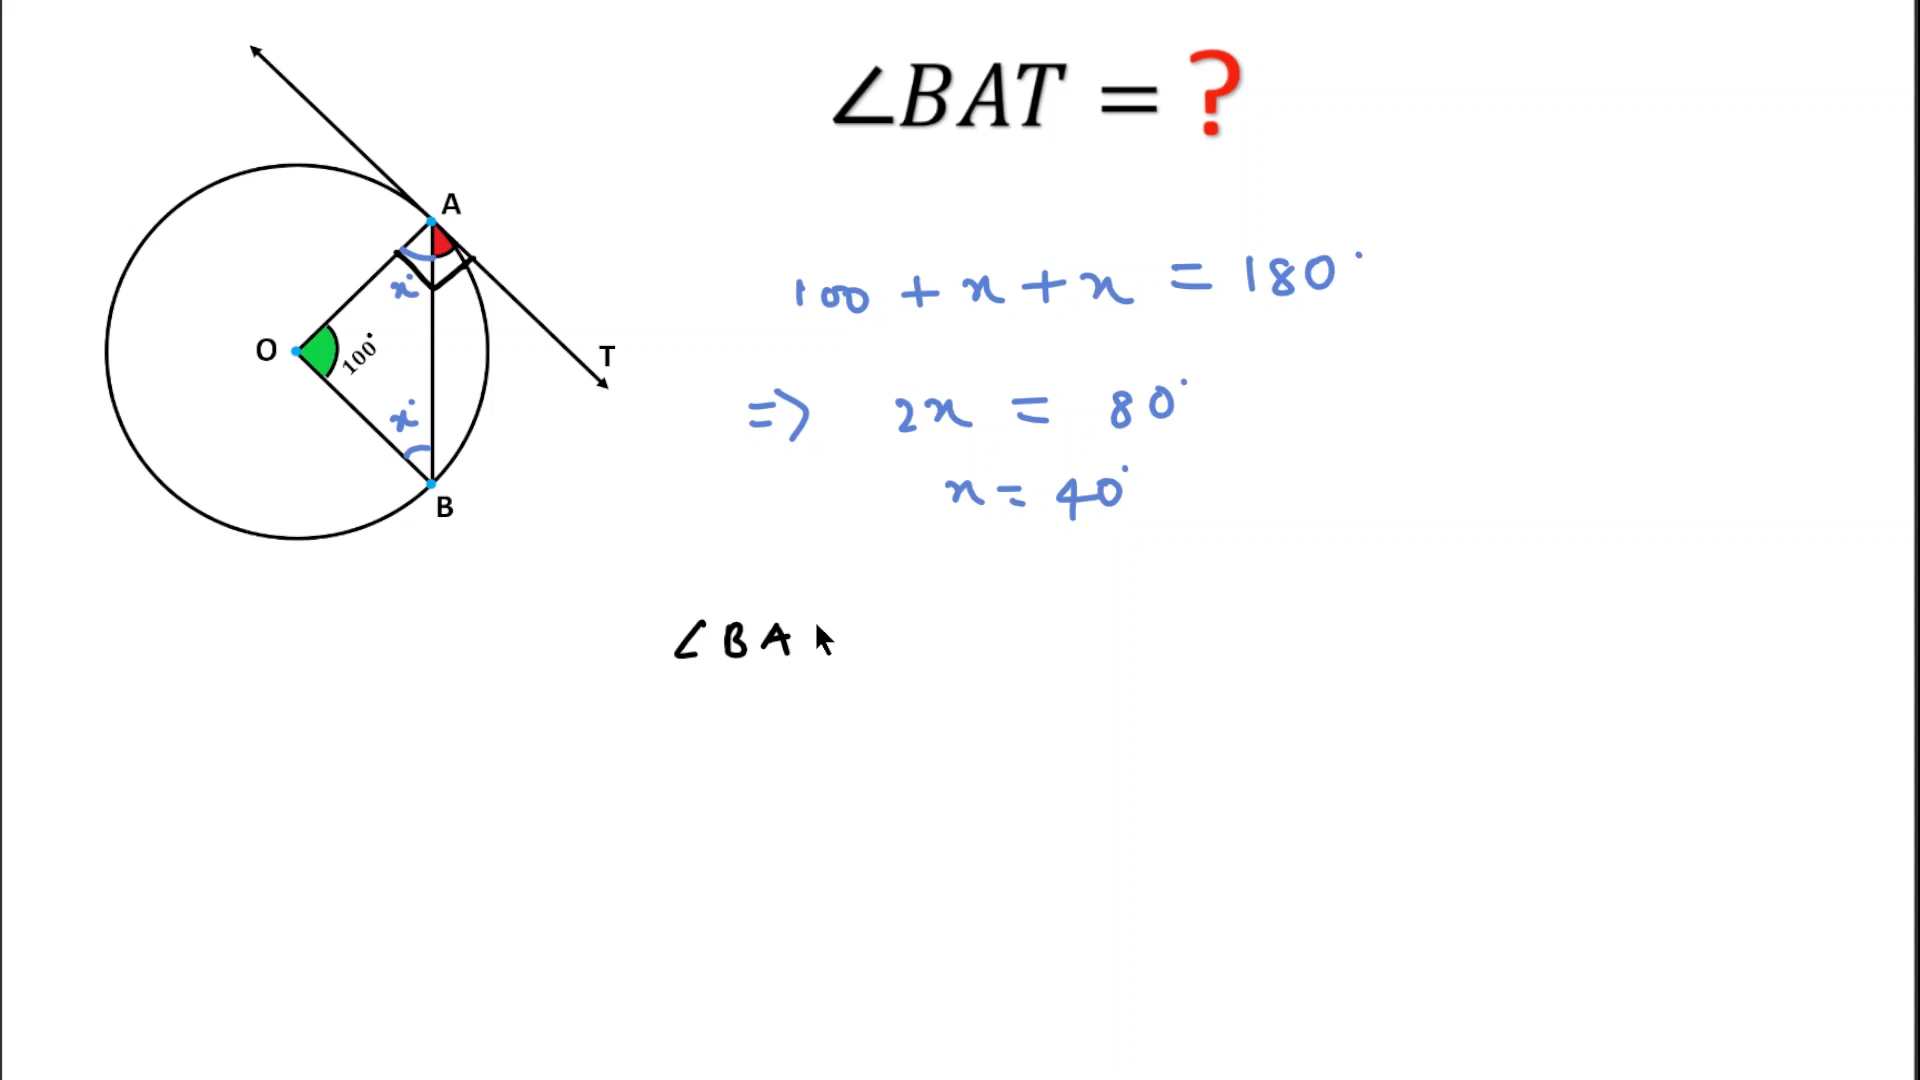 ∠BAT = ?
A
x°
100 + x + x = 180°
O
100°
T
x°
=> 2x = 80°
x = 40°
B
∠BA